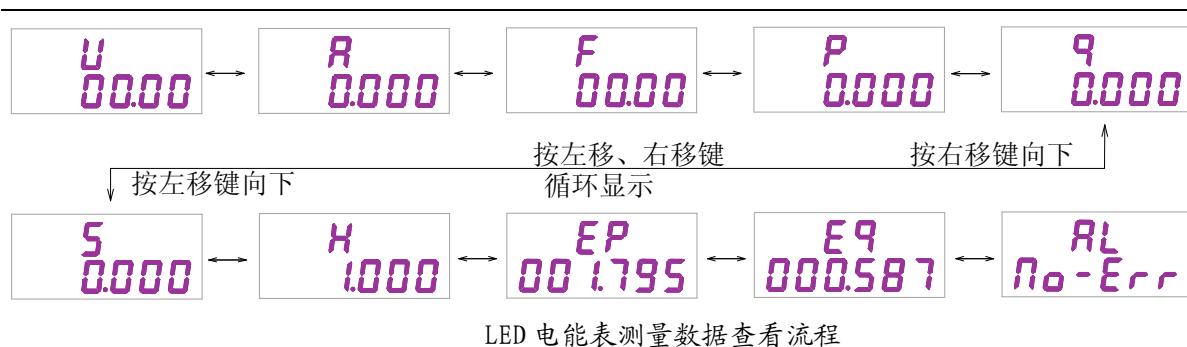 U
00.00
A
0.000
F
00.00
P
0.000
q
0.000
按左移、右移键
按右移键向下
按左移键向下
循环显示
S
0.000
H
1.000
EP
001.795
Eq
000.587
AL
no-Err
LED 电能表测量数据查看流程